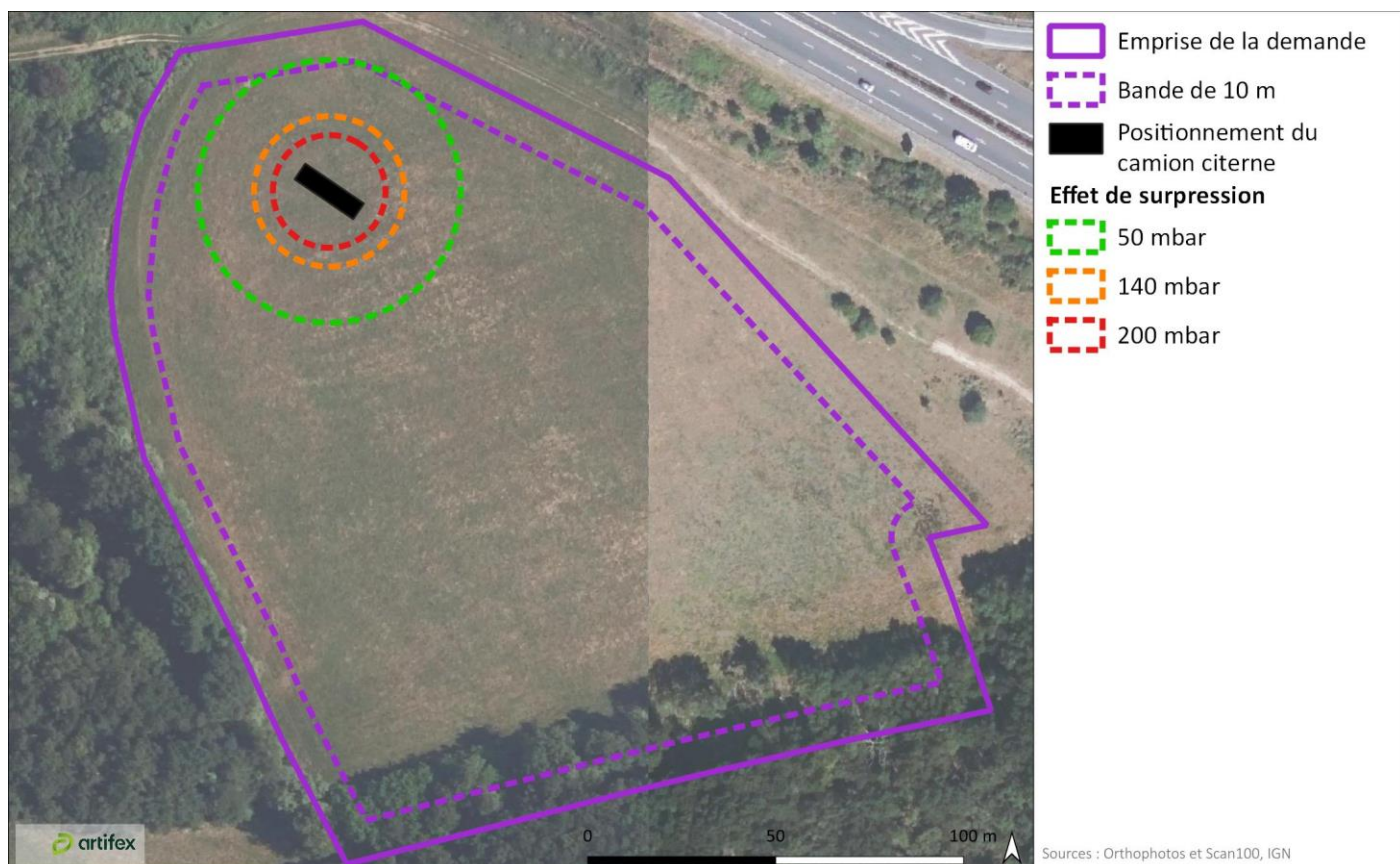 Emprise de la demande
Bande de 10 m
Positionnement du
camion citerne
Effet de surpression
50 mbar
140 mbar
200 mbar
artifex
0 50 100 m
Sources : Orthophotos et Scan100, IGN